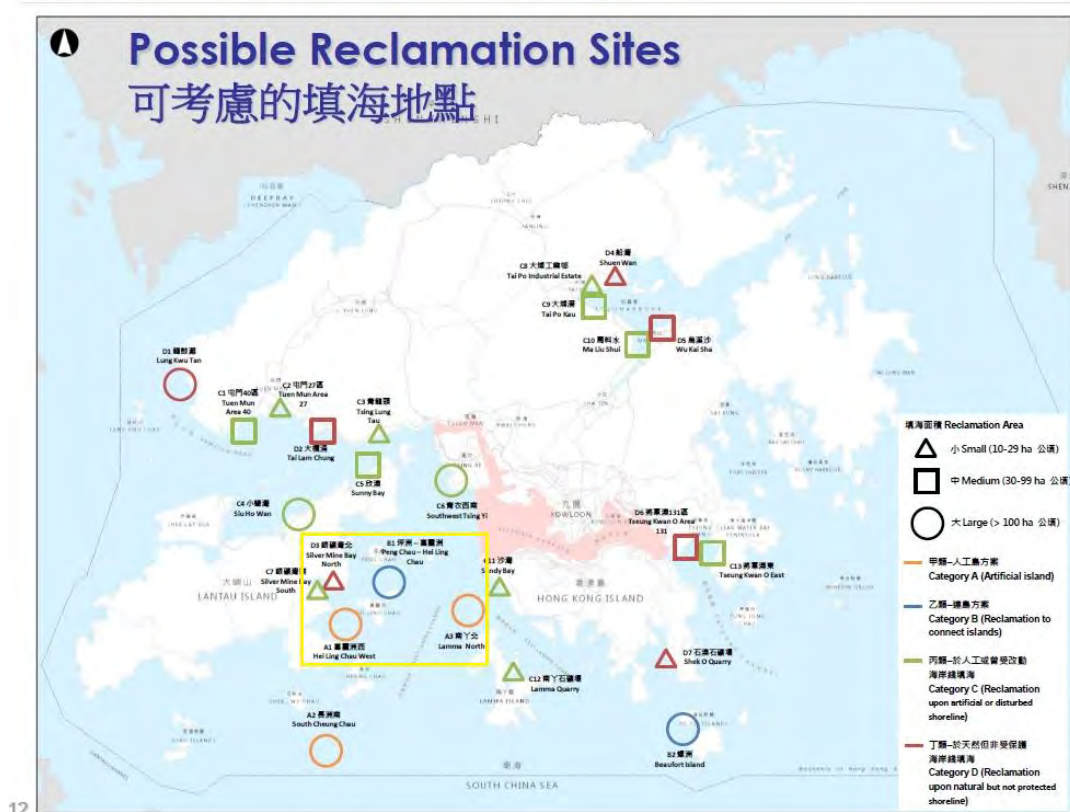 Possible Reclamation Sites
可考慮的填海地點
DEEP BAY
D4 船灣
Shuen Wan
C8 大埔工業邨
Tai Po Industrial Estate
C9 大埔滘
Tai Po Kau
C10 馬料水
Ma Liu Shui
D5 烏溪沙
Wu Kai Sha
D1 龍鼓灘
Lung Kwu Tan
C1 屯門40區
Tuen Mun
Area 40
C2 屯門27區
Tuen Mun Area
27
C3 青龍頭
Tsing Lung
Tau
D2 大欖涌
Tai Lam Chung
C5 欣澳
Sunny Bay
C4 小蠔灣
Siu Ho Wan
C6 青衣西南
Southwest Tsing Yi
九龍
KOWLOON
D6 將軍澳131區
Tseung Kwan O Area
131
C13 將軍澳東
Tseung Kwan O East
D3 銀礦灣北
Silver Mine Bay
North
B1 坪洲–喜靈洲
Peng Chau – Hei Ling
Chau
C7 銀礦灣南
Silver Mine Bay
South
大嶼山
LANTAU ISLAND
C11 沙灣
Sandy Bay
香港島
HONG KONG ISLAND
A1 喜靈洲西
Hei Ling Chau West
A3 南丫北
Lamma North
D7 石澳石礦場
Shek O Quarry
C12 南丫石礦場
Lamma Quarry
LAMMA ISLAND
A2 長洲南
South Cheung Chau
B2 螺洲
Beaufort Island
南海
SOUTH CHINA SEA
填海面積 Reclamation Area
小 Small (10-29 ha 公頃)
中 Medium (30-99 ha 公頃)
大 Large (> 100 ha 公頃)
甲類–人工島方案
Category A (Artificial island)
乙類–連島方案
Category B (Reclamation to
connect islands)
丙類–於人工或曾受改動
海岸綫填海
Category C (Reclamation
upon artificial or disturbed
shoreline)
丁類–於天然但非受保護
海岸綫填海
Category D (Reclamation
upon natural but not protected
shoreline)
12